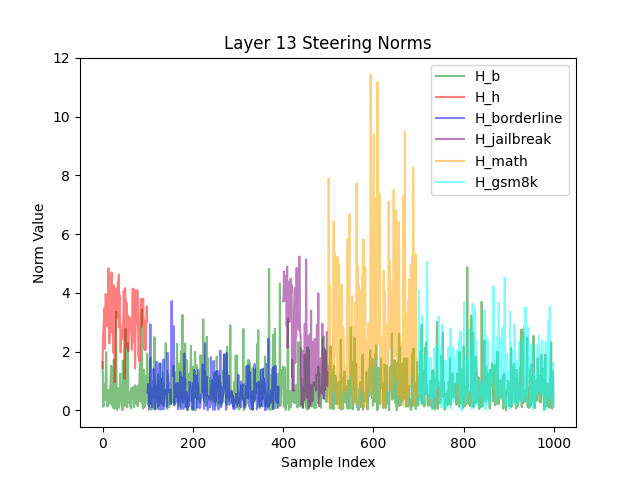 Layer 13 Steering Norms
Norm Value
12
10
8
6
4
2
0
H_b
H_h
H_borderline
H_jailbreak
H_math
H_gsm8k
0
200
400
600
800
1000
Sample Index